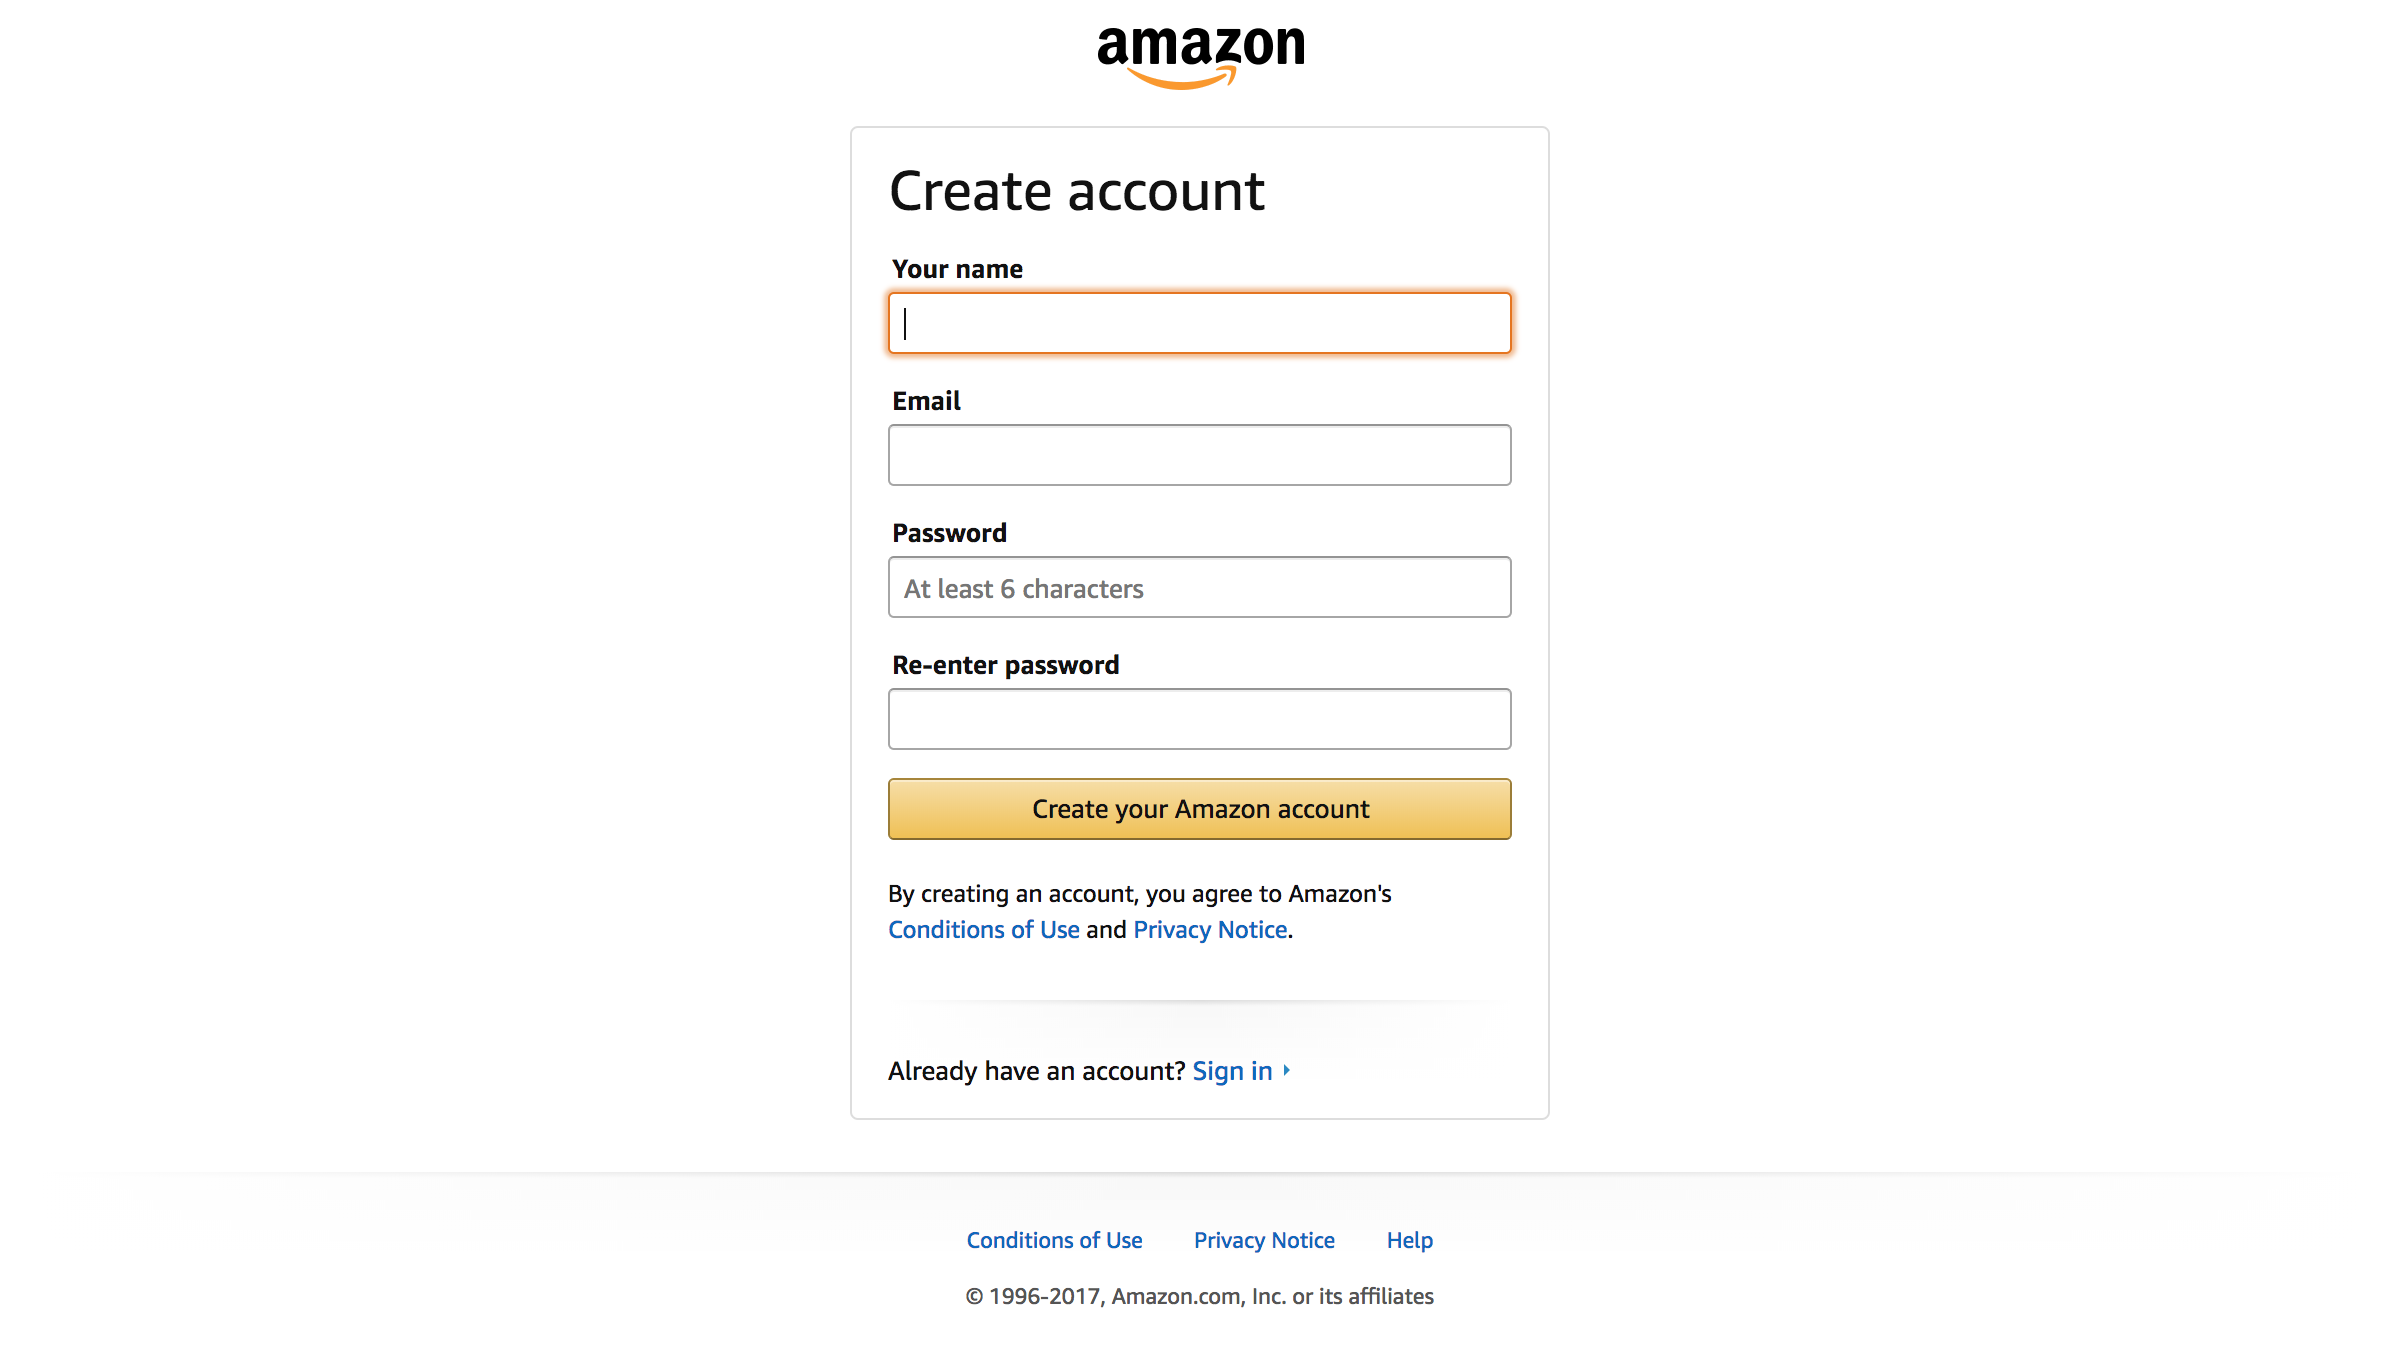 amazon
Create account
Your name
Email
Password
At least 6 characters
Re-enter password
Create your Amazon account
By creating an account, you agree to Amazon's
Conditions of Use and Privacy Notice.
Already have an account? Sign in
Conditions of Use Privacy Notice Help
© 1996-2017, Amazon.com, Inc. or its affiliates